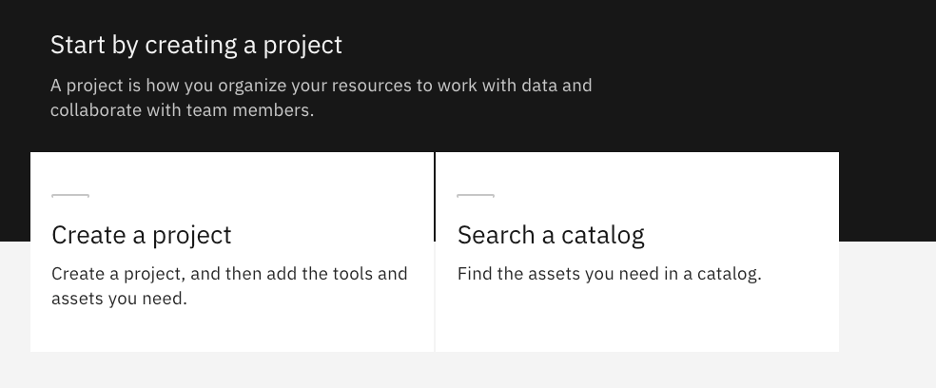 Start by creating a project
A project is how you organize your resources to work with data and
collaborate with team members.
Create a project
Create a project, and then add the tools and
assets you need.
Search a catalog
Find the assets you need in a catalog.